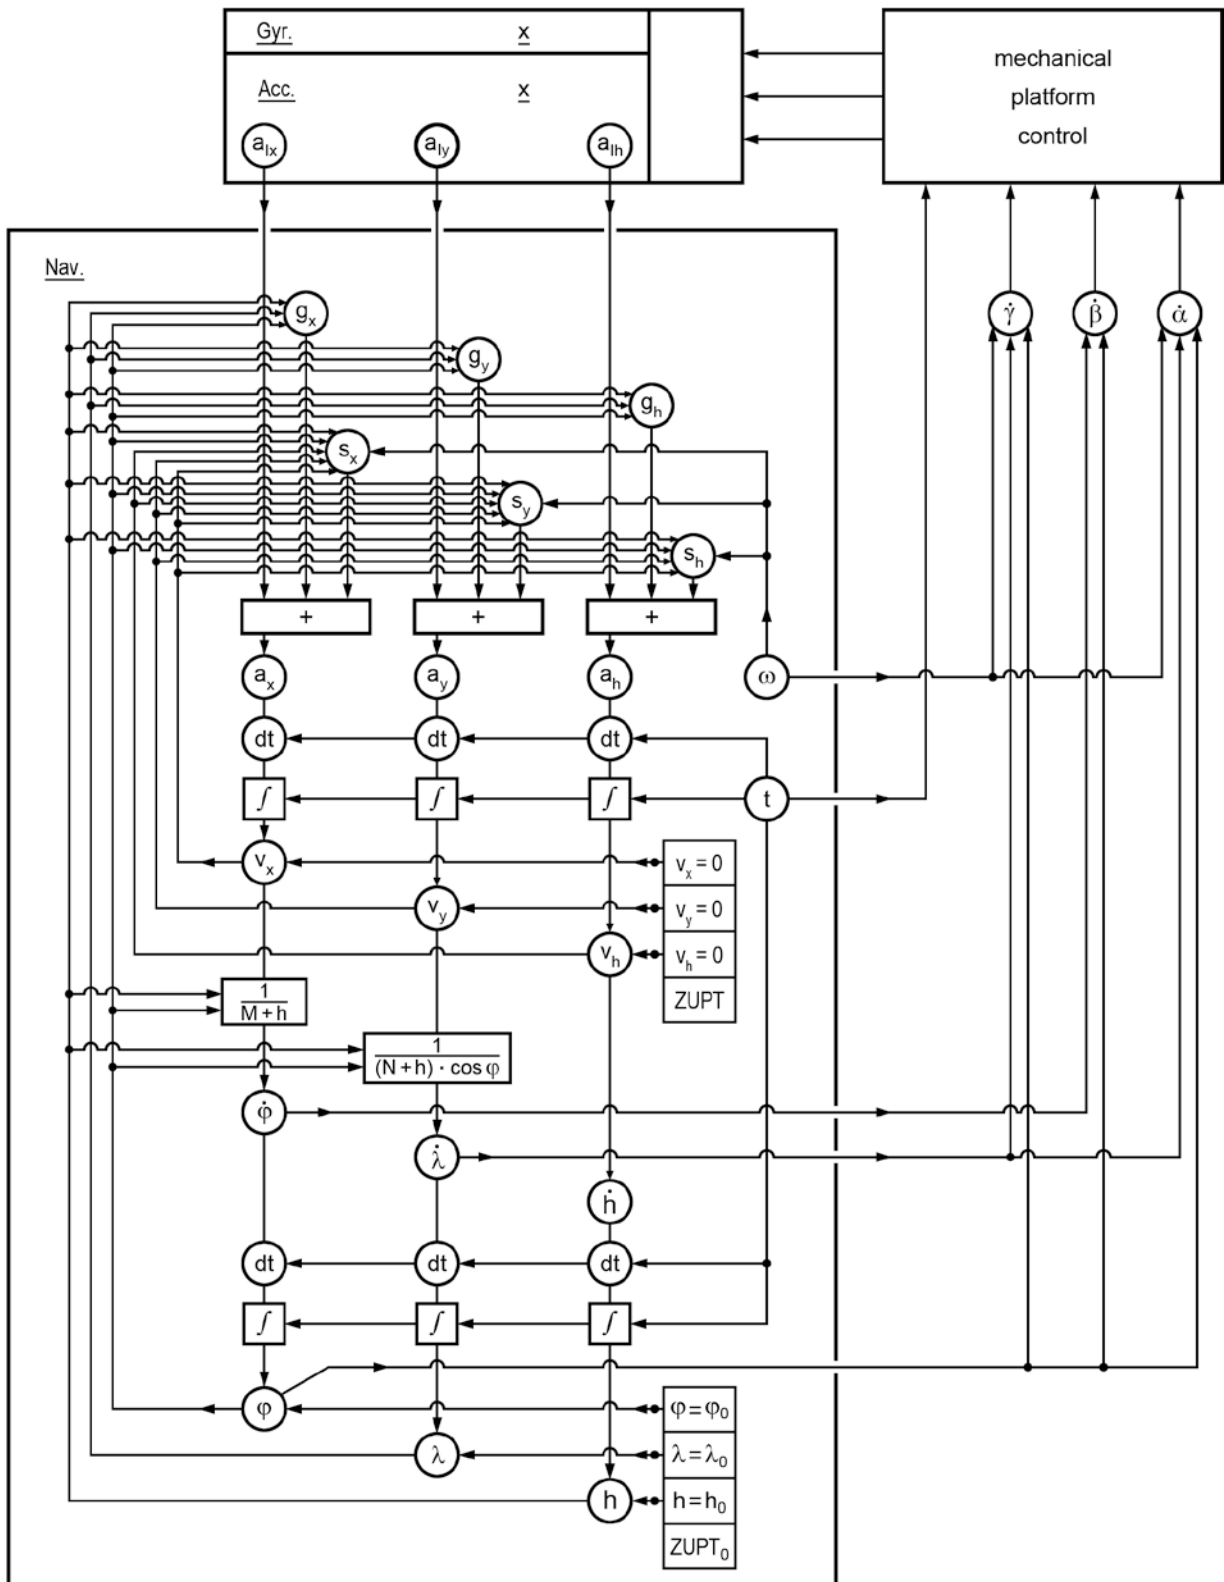 Gyr. x
Acc. x
a_lx a_ly a_lh
mechanical
platform
control
Nav.
γ̇ β̇ α̇
g_x
g_y
g_h
s_x
s_y
s_h
+ + +
a_x a_y a_h ω
dt dt dt
∫ ∫ ∫ t
v_x v_x = 0
v_y v_y = 0
v_h v_h = 0
ZUPT
1/(M + h)
1/((N + h) · cos φ)
φ̇
λ̇
ḣ
dt dt dt
∫ ∫ ∫
φ φ = φ_0
λ λ = λ_0
h h = h_0
ZUPT_0